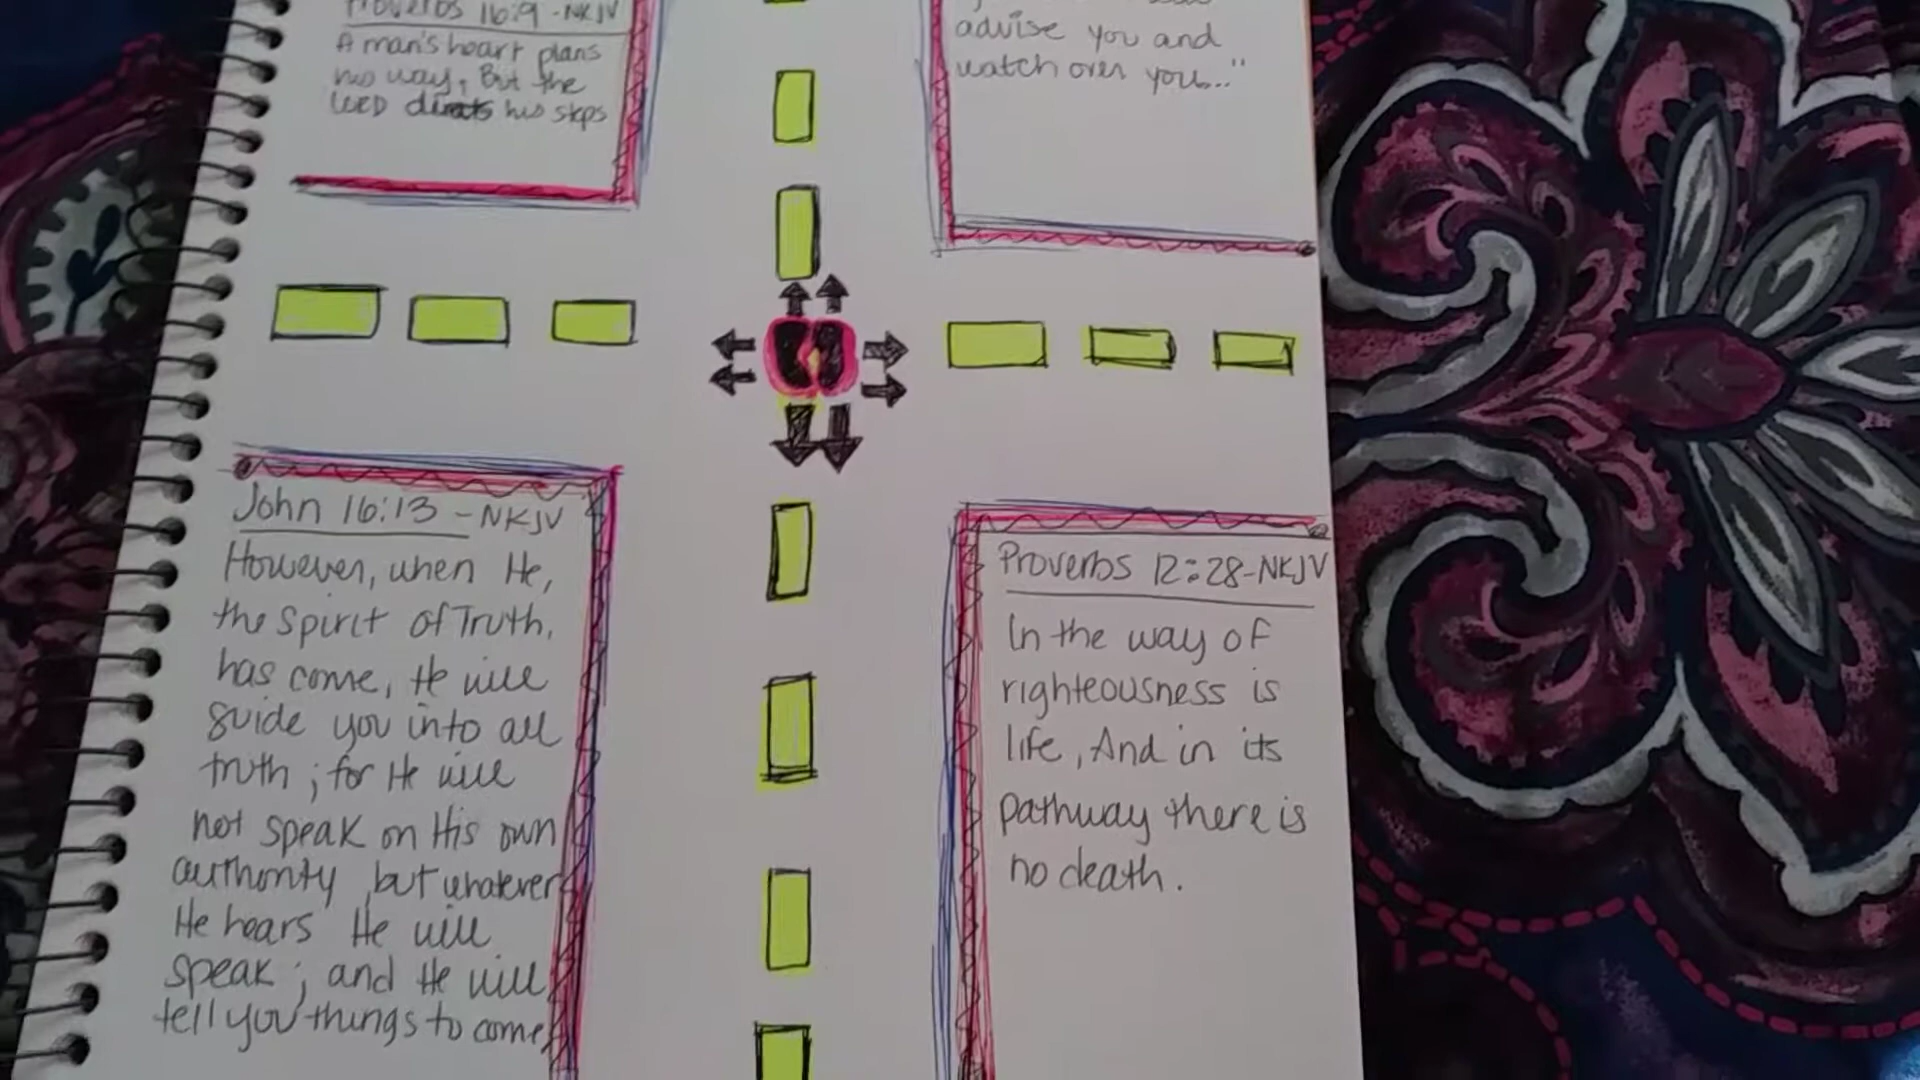 Proverbs 16:9 -NKJV
A man's heart plans
his way, But the
LORD directs his steps
advise you and
watch over you..."
John 16:13 - NKJV
However, when He,
the Spirit of Truth,
has come, He will
guide you into all
truth ; for He will
not speak on His own
authority, but whatever
He hears He will
speak ; and He will
tell you things to come
Proverbs 12:28-NKJV
In the way of
righteousness is
life, And in its
pathway there is
no death.